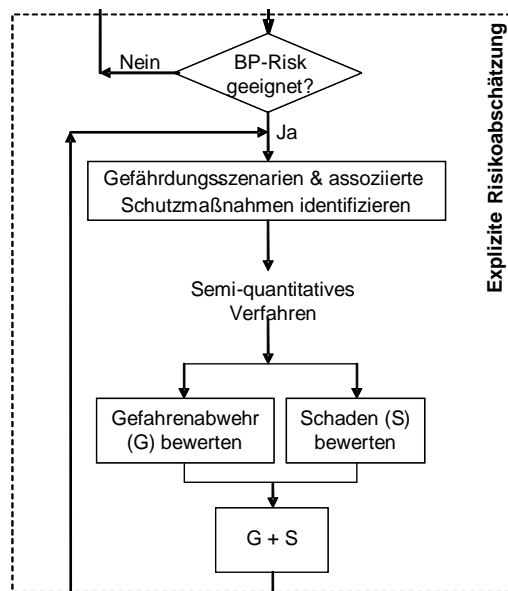 BP-Risk
geeignet?
Nein
Ja
Gefährdungsszenarien & assoziierte
Schutzmaßnahmen identifizieren
Semi-quantitatives
Verfahren
Gefahrenabwehr
(G) bewerten
Schaden (S)
bewerten
G + S
Explizite Risikoabschätzung